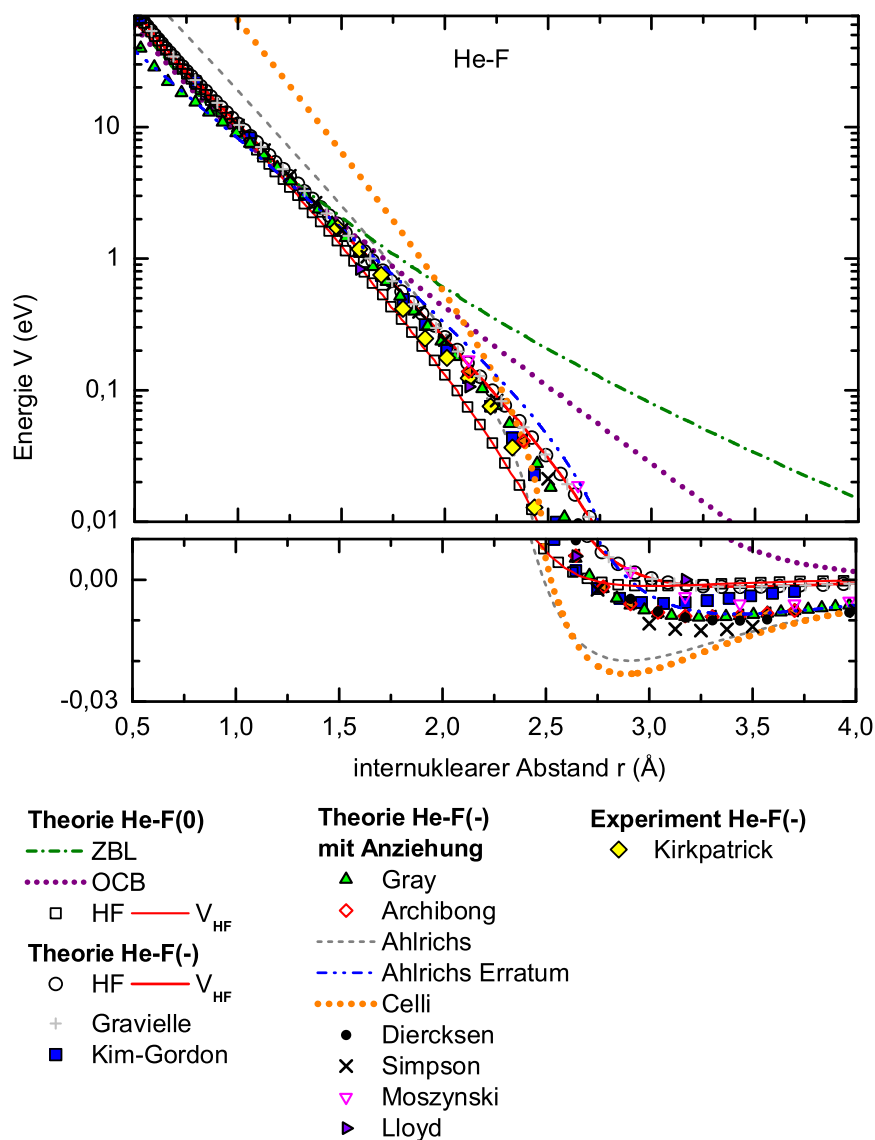 He-F
10
1
0,1
0,01
Energie V (eV)
0,00
-0,03
0,5 1,0 1,5 2,0 2,5 3,0 3,5 4,0
internuklearer Abstand r (Å)
Theorie He-F(0)
ZBL
OCB
HF V_HF
Theorie He-F(-)
HF V_HF
Gravielle
Kim-Gordon
Theorie He-F(-)
mit Anziehung
Gray
Archibong
Ahlrichs
Ahlrichs Erratum
Celli
Diercksen
Simpson
Moszynski
Lloyd
Experiment He-F(-)
Kirkpatrick